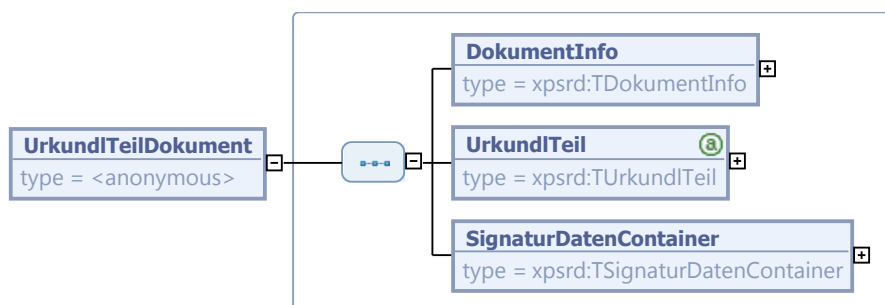 DokumentInfo
type = xpsrd:TDokumentInfo
UrkundlTeilDokument
type = <anonymous>
UrkundlTeil
type = xpsrd:TUrkundlTeil
SignaturDatenContainer
type = xpsrd:TSignaturDatenContainer